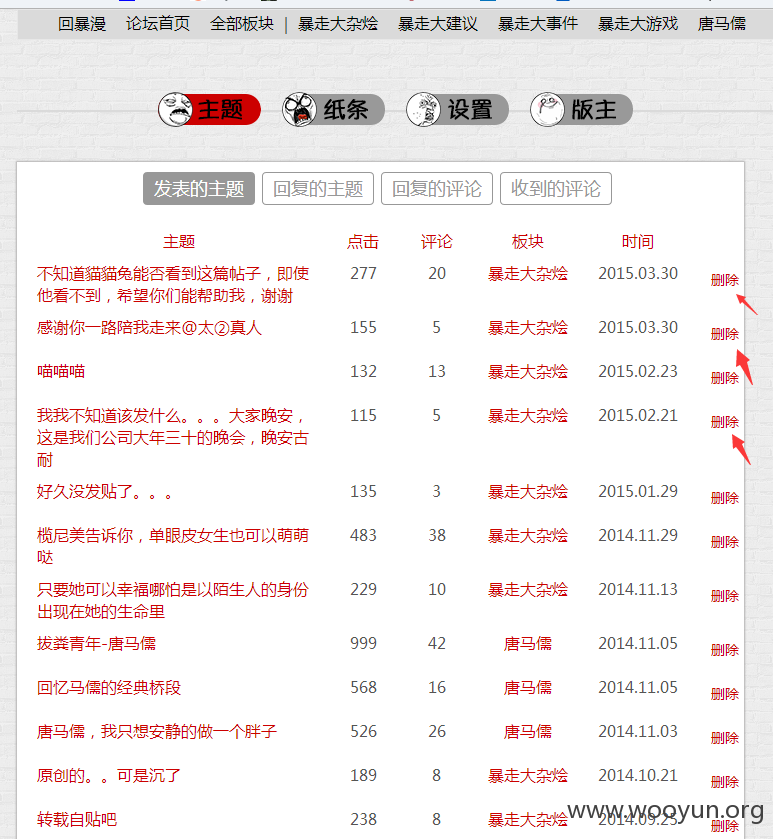 回暴漫 论坛首页 全部板块 | 暴走大杂烩 暴走大建议 暴走大事件 暴走大游戏 唐马儒
主题 纸条 设置 版主
发表的主题 回复的主题 回复的评论 收到的评论
主题 点击 评论 板块 时间
不知道貓貓兔能否看到这篇帖子，即使 277 20 暴走大杂烩 2015.03.30 删除
他看不到，希望你们能帮助我，谢谢
感谢你一路陪我走来@太②真人 155 5 暴走大杂烩 2015.03.30 删除
喵喵喵 132 13 暴走大杂烩 2015.02.23 删除
我我不知道该发什么。。。大家晚安， 115 5 暴走大杂烩 2015.02.21 删除
这是我们公司大年三十的晚会，晚安古
耐
好久没发贴了。。。 135 3 暴走大杂烩 2015.01.29 删除
榄尼美告诉你，单眼皮女生也可以萌萌 483 38 暴走大杂烩 2014.11.29 删除
哒
只要她可以幸福哪怕是以陌生人的身份 229 10 暴走大杂烩 2014.11.13 删除
出现在她的生命里
拔粪青年-唐马儒 999 42 唐马儒 2014.11.05 删除
回忆马儒的经典桥段 568 16 唐马儒 2014.11.05 删除
唐马儒，我只想安静的做一个胖子 526 26 唐马儒 2014.11.03 删除
原创的。。可是沉了 189 8 暴走大杂烩 2014.10.21 删除
转载自贴吧 238 8 暴走大杂烩 2014.09.25 删除
www.wooyun.org